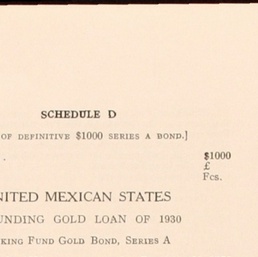 SCHEDULE D
OF DEFINITIVE $1000 SERIES A BOND.]
. $1000
£
Fcs.
NITED MEXICAN STATES
UNDING GOLD LOAN OF 1930
KING FUND GOLD BOND, SERIES A